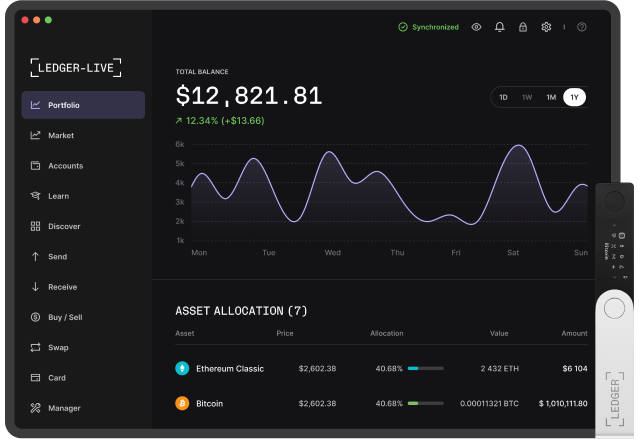 Synchronized
LEDGER-LIVE
Portfolio
Market
Accounts
Learn
Discover
Send
Receive
Buy / Sell
Swap
Card
Manager
TOTAL BALANCE
$12,821.81
12.34% (+$13.66)
1D 1W 1M 1Y
6k
5k
4k
3k
2k
1k
Mon Tue Wed Thu Fri Sat Sun
ASSET ALLOCATION (7)
Asset Price Allocation Value Amount
Ethereum Classic $2,602.38 40.68% 2 432 ETH $6 104
Bitcoin $2,602.38 40.68% 0.00011321 BTC $ 1,010,111.80
LEDGER